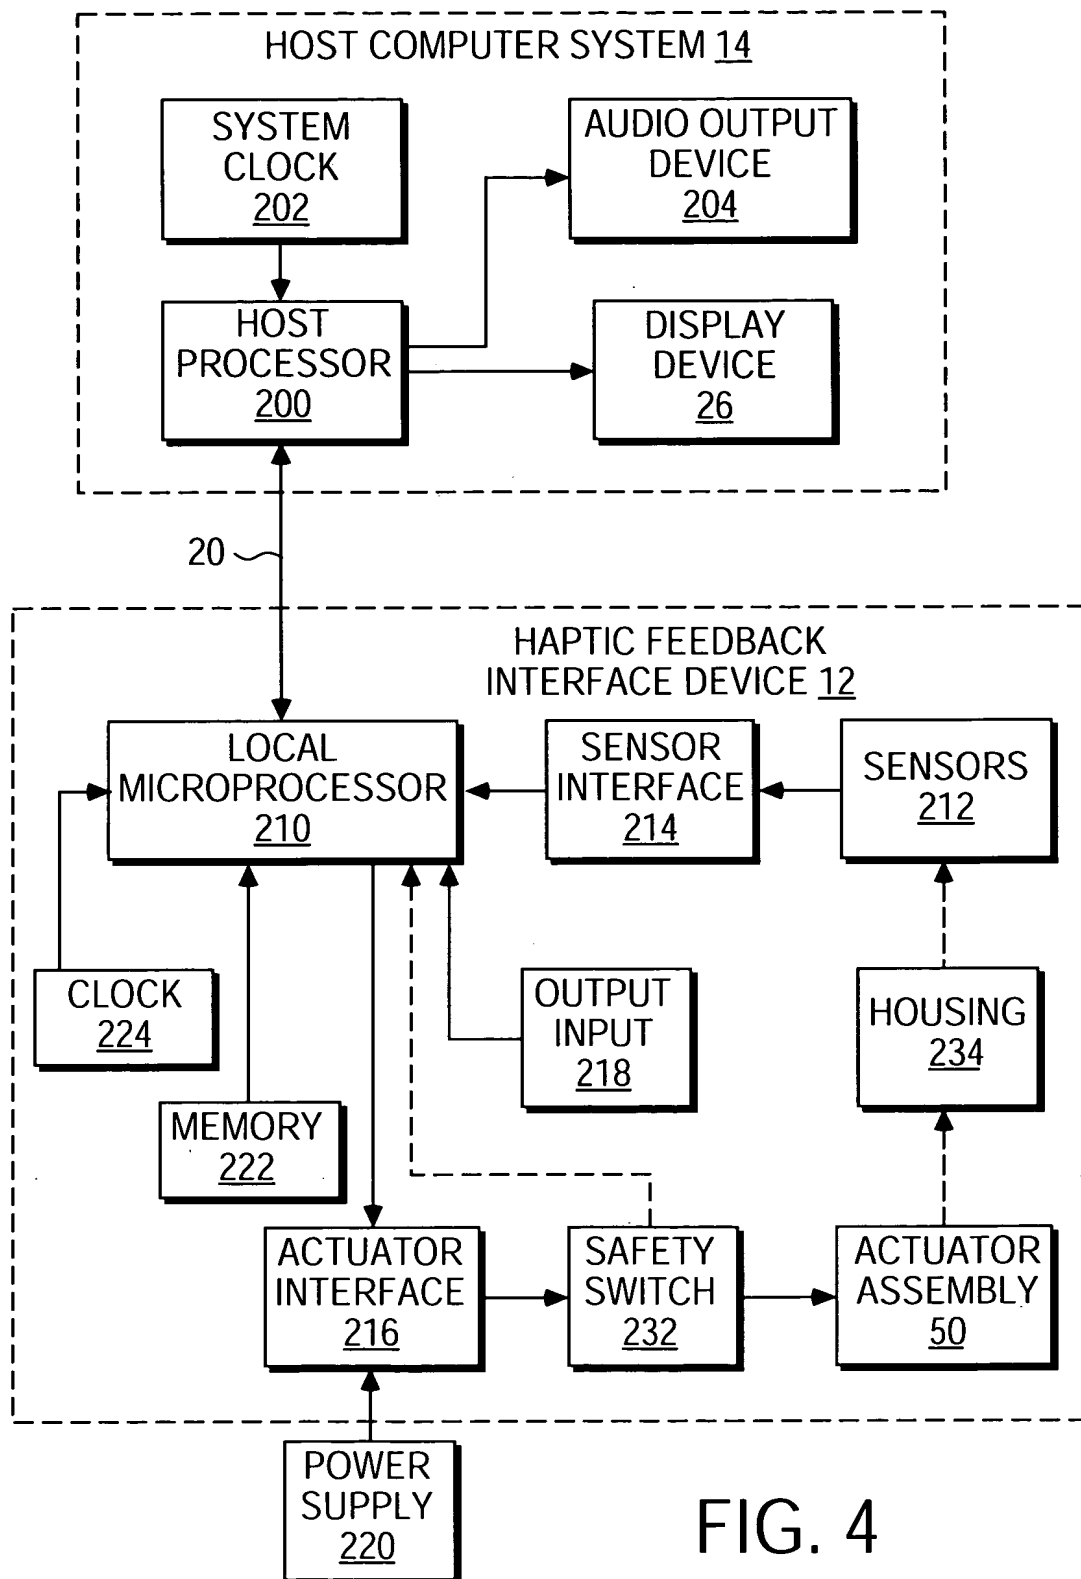 HOST COMPUTER SYSTEM 14
SYSTEM
CLOCK
202
AUDIO OUTPUT
DEVICE
204
HOST
PROCESSOR
200
DISPLAY
DEVICE
26
20
HAPTIC FEEDBACK
INTERFACE DEVICE 12
LOCAL
MICROPROCESSOR
210
SENSOR
INTERFACE
214
SENSORS
212
CLOCK
224
OUTPUT
INPUT
218
HOUSING
234
MEMORY
222
ACTUATOR
INTERFACE
216
SAFETY
SWITCH
232
ACTUATOR
ASSEMBLY
50
POWER
SUPPLY
220
FIG. 4